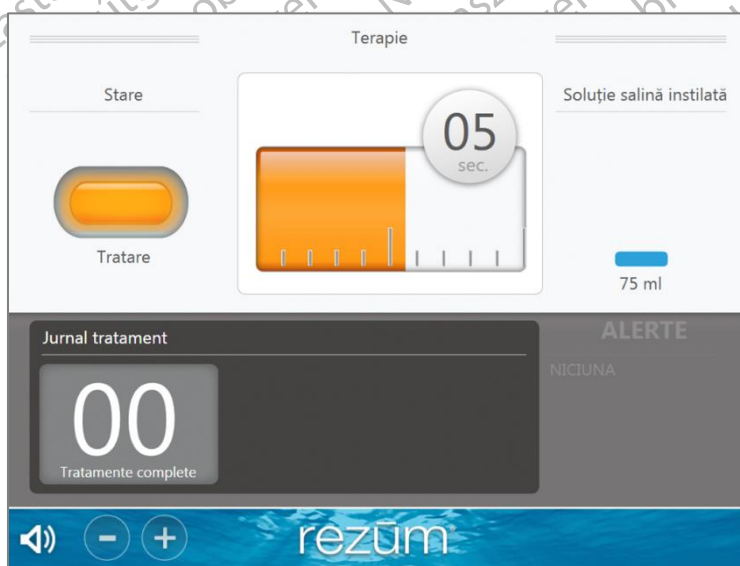 Terapie
Stare
Soluție salină instilată
05
sec.
Tratare
75 ml
Jurnal tratament
ALERTE
NICIUNA
00
Tratamente complete
- +
rezūm